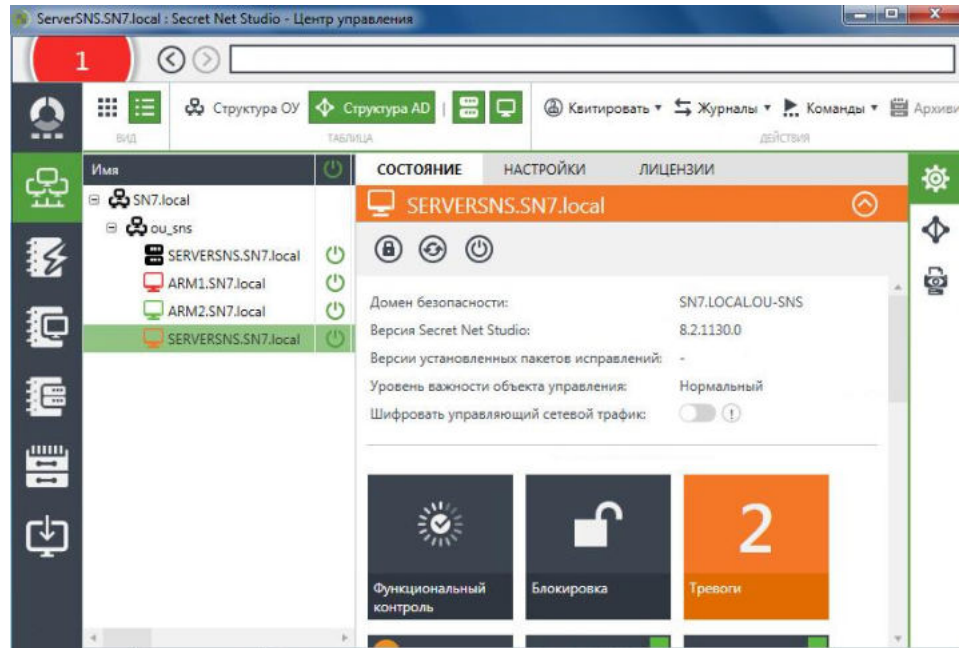 ServerSNS.SN7.local : Secret Net Studio - Центр управления
1
Структура ОУ Структура AD Квитировать Журналы Команды Архиви
ВИД ТАБЛИЦА ДЕЙСТВИЯ
Имя
SN7.local
ou_sns
SERVERSNS.SN7.local
ARM1.SN7.local
ARM2.SN7.local
SERVERSNS.SN7.local
СОСТОЯНИЕ НАСТРОЙКИ ЛИЦЕНЗИИ
SERVERSNS.SN7.local
Домен безопасности: SN7.LOCAL.OU-SNS
Версия Secret Net Studio: 8.2.1130.0
Версии установленных пакетов исправлений: -
Уровень важности объекта управления: Нормальный
Шифровать управляющий сетевой трафик:
Функциональный
контроль
Блокировка
2
Тревоги